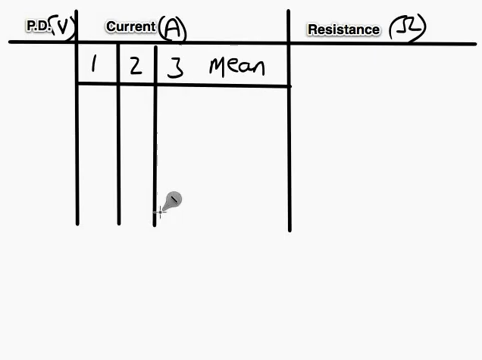 P.D. (V) Current (A) Resistance (Ω)
1 2 3 Mean